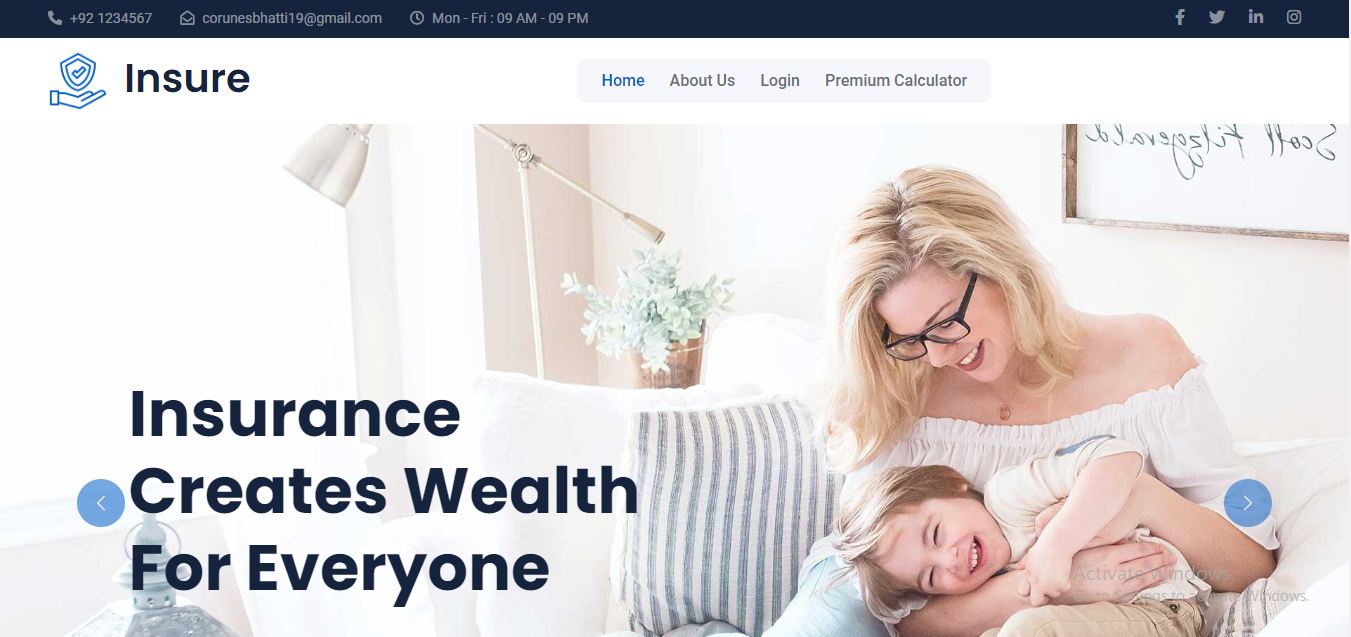 +92 1234567 corunesbhatti19@gmail.com Mon - Fri : 09 AM - 09 PM
Insure
Home About Us Login Premium Calculator
Scott Fitzgerald
Insurance
Creates Wealth
For Everyone
Activate Windows
Go to Settings to activate Windows.